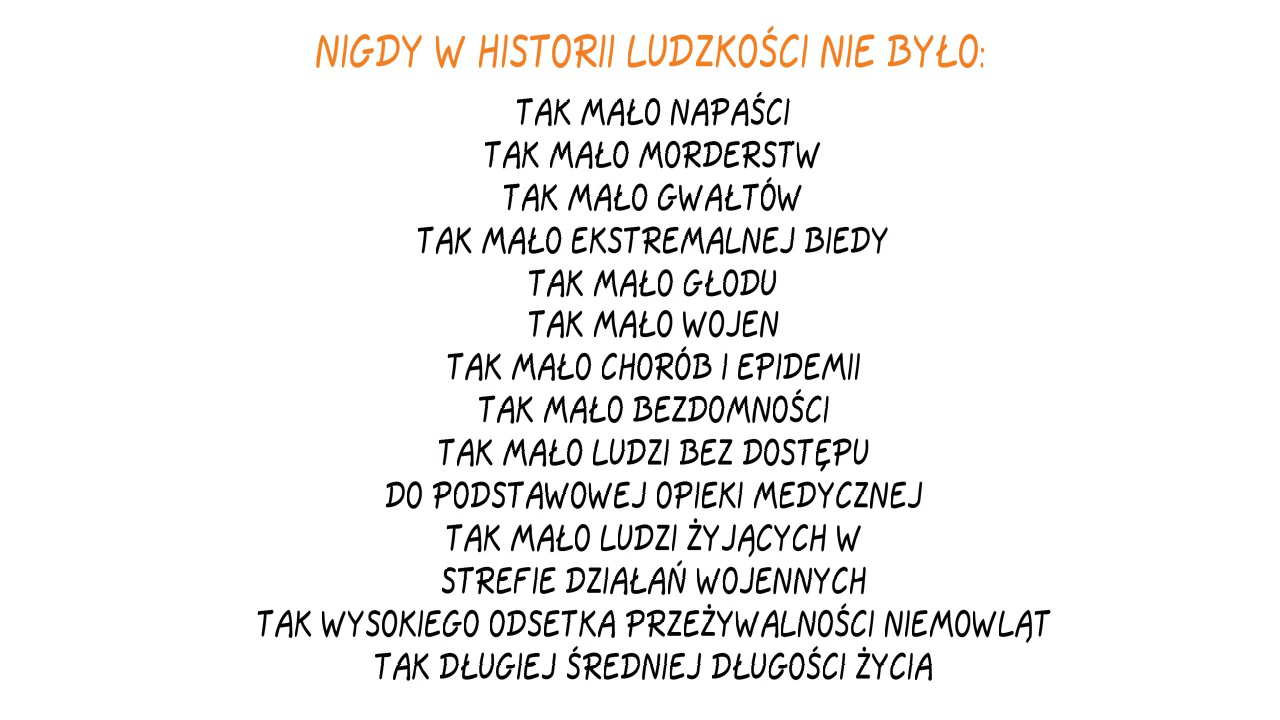 NIGDY W HISTORII LUDZKOŚCI NIE BYŁO:
TAK MAŁO NAPAŚCI
TAK MAŁO MORDERSTW
TAK MAŁO GWAŁTÓW
TAK MAŁO EKSTREMALNEJ BIEDY
TAK MAŁO GŁODU
TAK MAŁO WOJEN
TAK MAŁO CHORÓB I EPIDEMII
TAK MAŁO BEZDOMNOŚCI
TAK MAŁO LUDZI BEZ DOSTĘPU
DO PODSTAWOWEJ OPIEKI MEDYCZNEJ
TAK MAŁO LUDZI ŻYJĄCYCH W
STREFIE DZIAŁAŃ WOJENNYCH
TAK WYSOKIEGO ODSETKA PRZEŻYWALNOŚCI NIEMOWLĄT
TAK DŁUGIEJ ŚREDNIEJ DŁUGOŚCI ŻYCIA